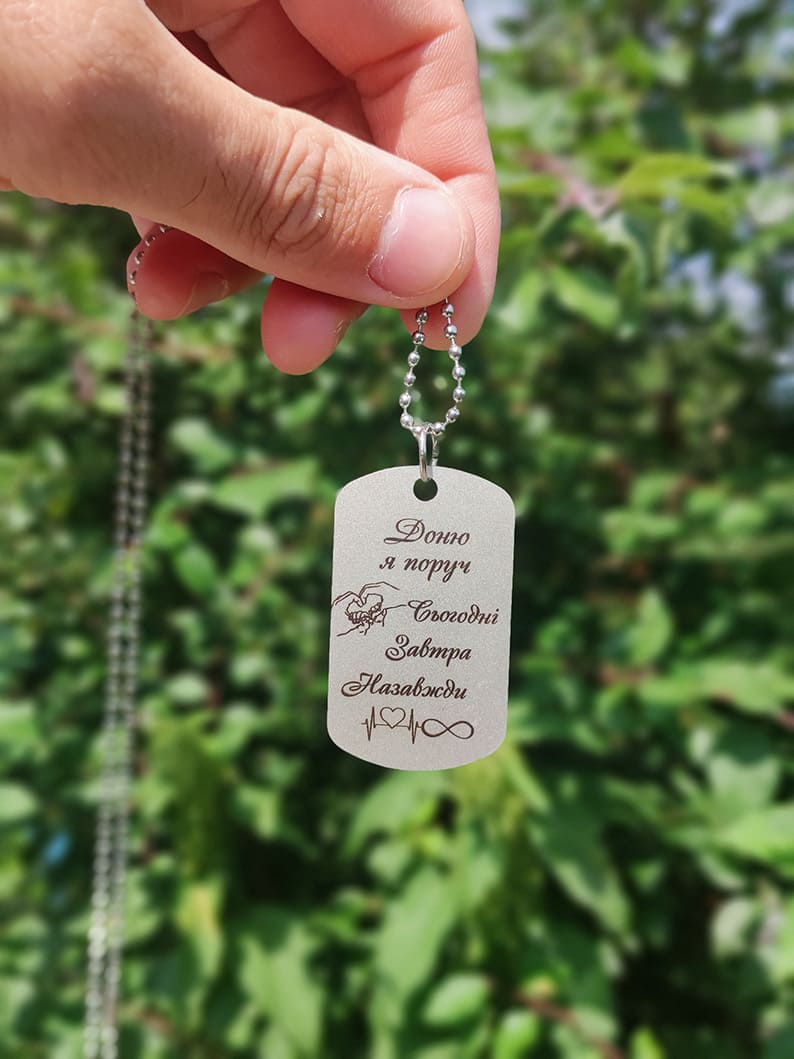 Доню
я поруч
Сьогодні
Завтра
Назавжди